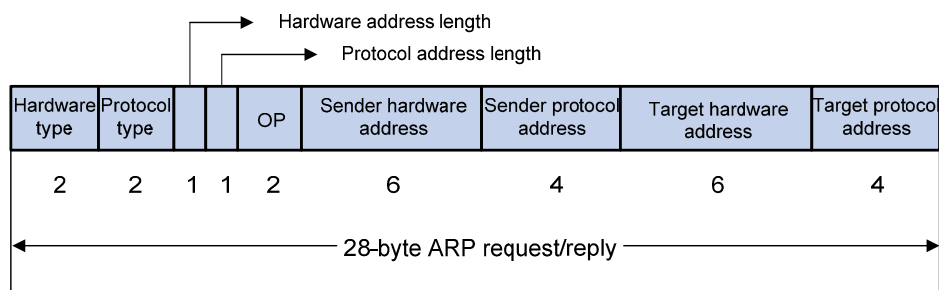 Hardware address length
Protocol address length
Hardware type
Protocol type
OP
Sender hardware address
Sender protocol address
Target hardware address
Target protocol address
2 2 1 1 2 6 4 6 4
28-byte ARP request/reply